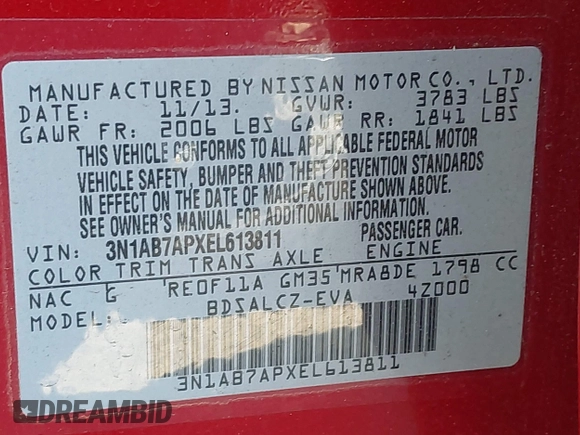 MANUFACTURED BY NISSAN MOTOR CO., LTD.
DATE: 11/13. GVWR: 3783 LBS
GAWR FR: 2006 LBS GAWR RR: 1841 LBS
THIS VEHICLE CONFORMS TO ALL APPLICABLE FEDERAL MOTOR
VEHICLE SAFETY, BUMPER AND THEFT PREVENTION STANDARDS
IN EFFECT ON THE DATE OF MANUFACTURE SHOWN ABOVE.
SEE OWNER'S MANUAL FOR ADDITIONAL INFORMATION.
VIN: 3N1AB7APXEL613811 PASSENGER CAR.
COLOR TRIM TRANS AXLE ENGINE
NAC G RE0F11A GM35 MRA8DE 1798 CC
MODEL: BDSALCZ-EVA 4Z000
3N1AB7APXEL613811
DREAMBID